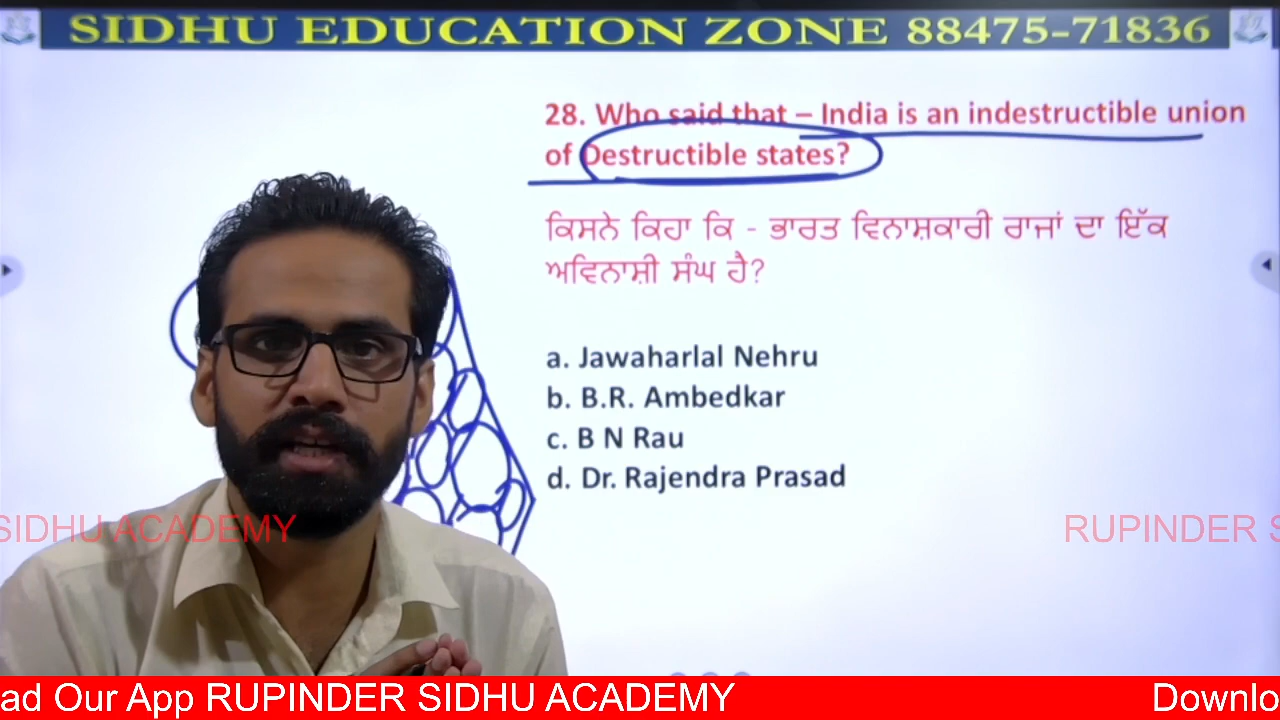 SIDHU EDUCATION ZONE 88475-71836
28. Who said that – India is an indestructible union
of Destructible states?
ਕਿਸਨੇ ਕਿਹਾ ਕਿ - ਭਾਰਤ ਵਿਨਾਸ਼ਕਾਰੀ ਰਾਜਾਂ ਦਾ ਇੱਕ
ਅਵਿਨਾਸ਼ੀ ਸੰਘ ਹੈ?
a. Jawaharlal Nehru
b. B.R. Ambedkar
c. B N Rau
d. Dr. Rajendra Prasad
SIDHU ACADEMY
RUPINDER S
ad Our App RUPINDER SIDHU ACADEMY
Downlo